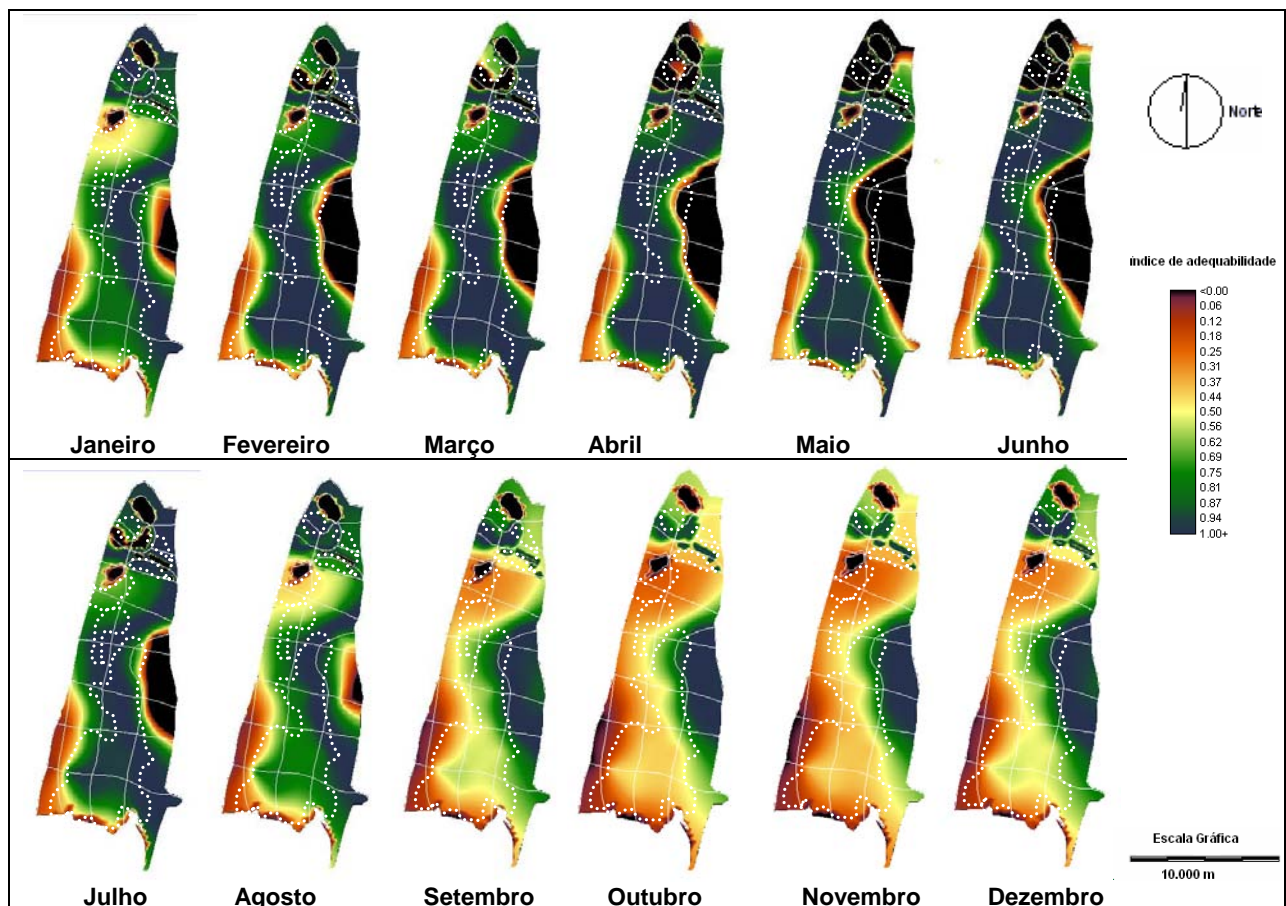 Norte
Janeiro Fevereiro Março Abril Maio Junho
índice de adequabilidade
<0.00
0.06
0.12
0.18
0.25
0.31
0.37
0.44
0.50
0.56
0.62
0.69
0.75
0.81
0.87
0.94
1.00+
Julho Agosto Setembro Outubro Novembro Dezembro
Escala Gráfica
10.000 m